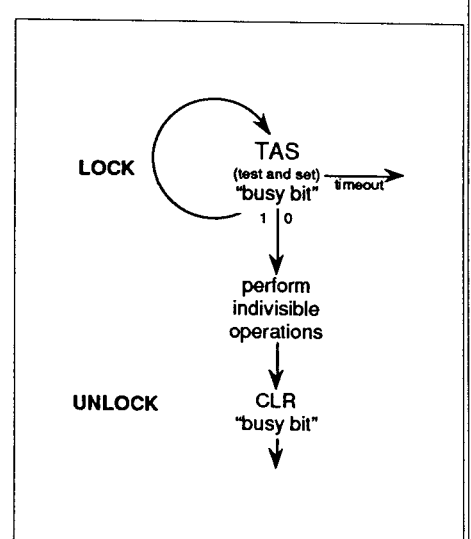 TAS
LOCK
(test and set)
timeout
"busy bit"
1 0
perform
indivisible
operations
UNLOCK
CLR
"busy bit"